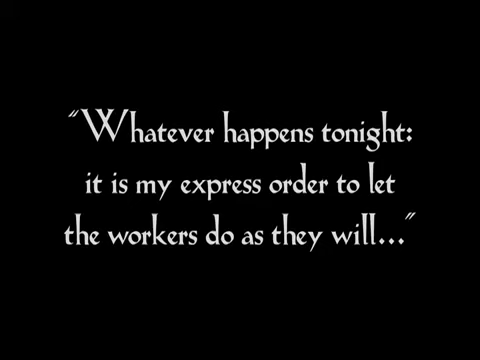 “Whatever happens tonight:
it is my express order to let
the workers do as they will...”